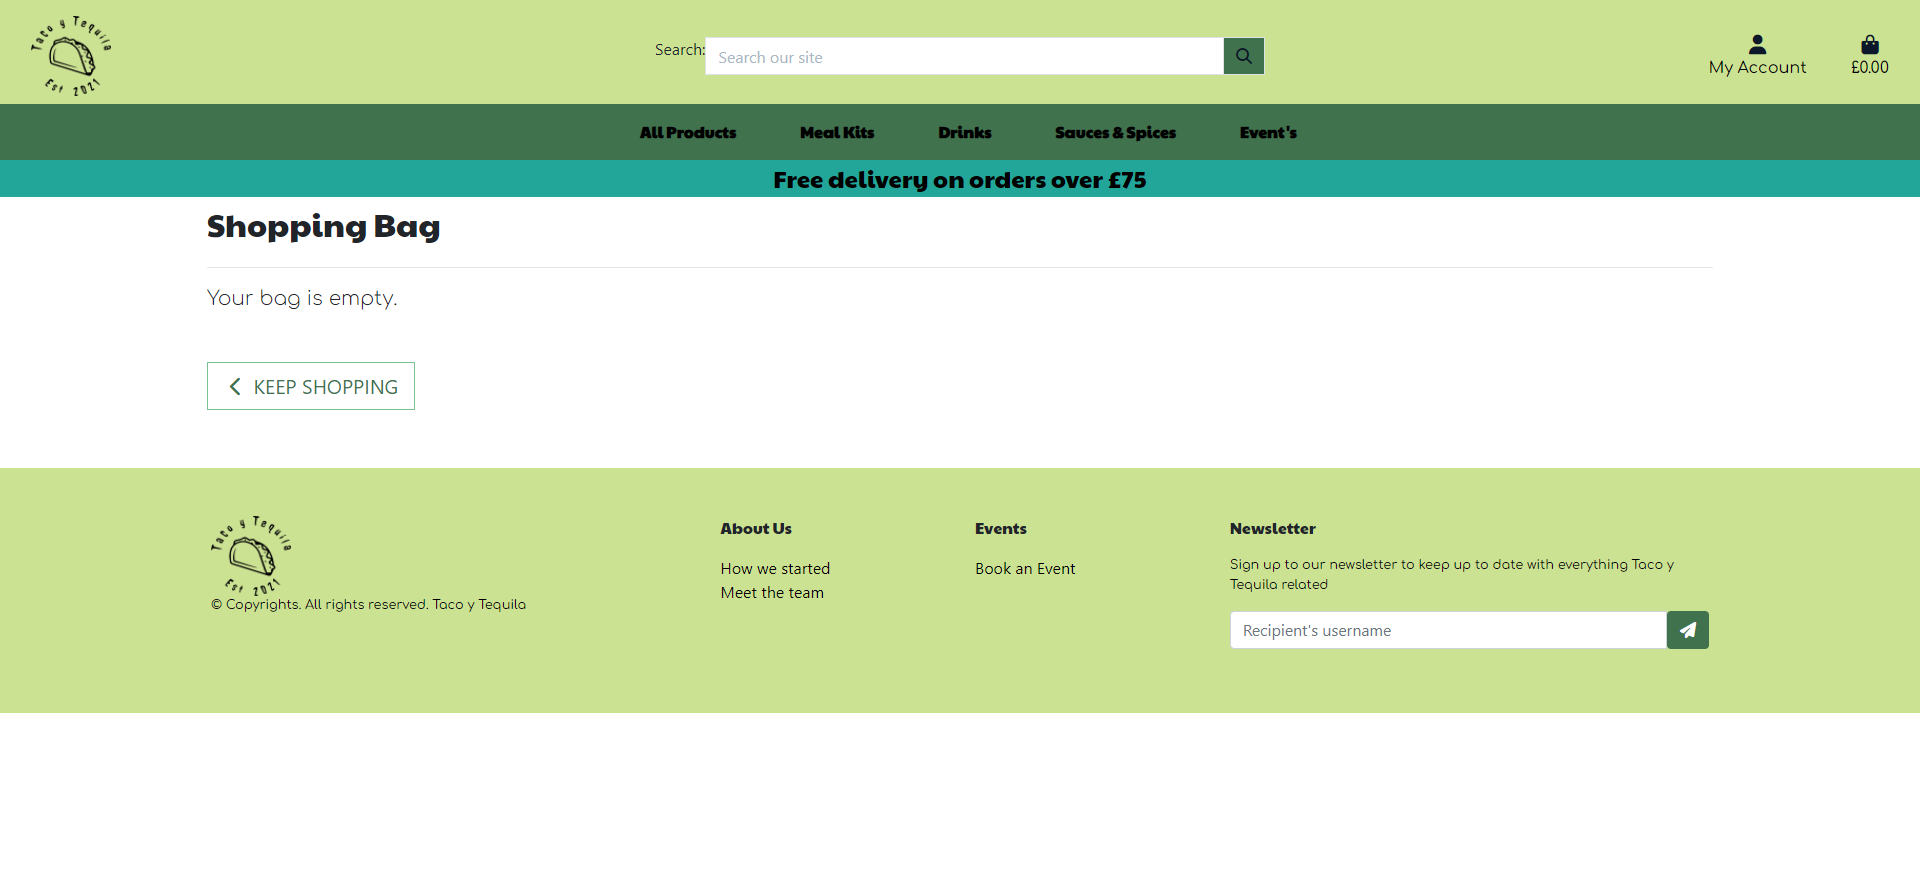 Taco y Tequila
Est 2021
Search: Search our site
My Account
£0.00
All Products Meal Kits Drinks Sauces & Spices Event's
Free delivery on orders over £75
Shopping Bag
Your bag is empty.
KEEP SHOPPING
Taco y Tequila
Est 2021
© Copyrights. All rights reserved. Taco y Tequila
About Us
How we started
Meet the team
Events
Book an Event
Newsletter
Sign up to our newsletter to keep up to date with everything Taco y
Tequila related
Recipient's username